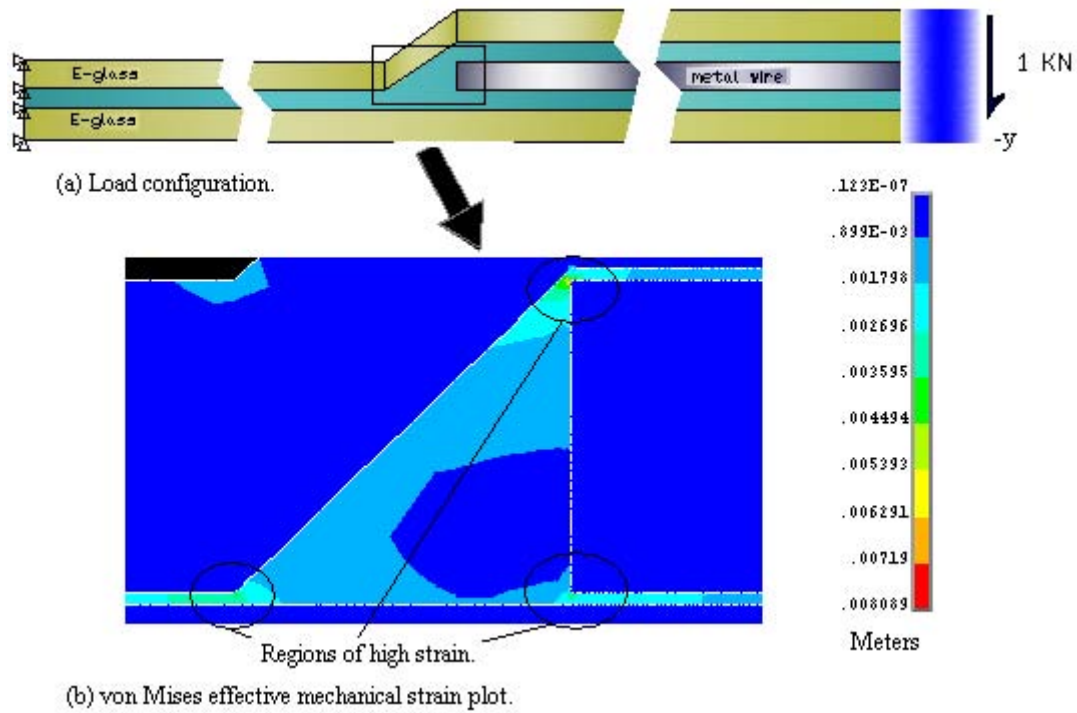 E-glass
E-glass
metal wire
1 KN
-y
(a) Load configuration.
.123E-07
.899E-03
.001798
.002696
.003595
.004494
.005393
.006291
.00719
.008089
Meters
Regions of high strain.
(b) von Mises effective mechanical strain plot.